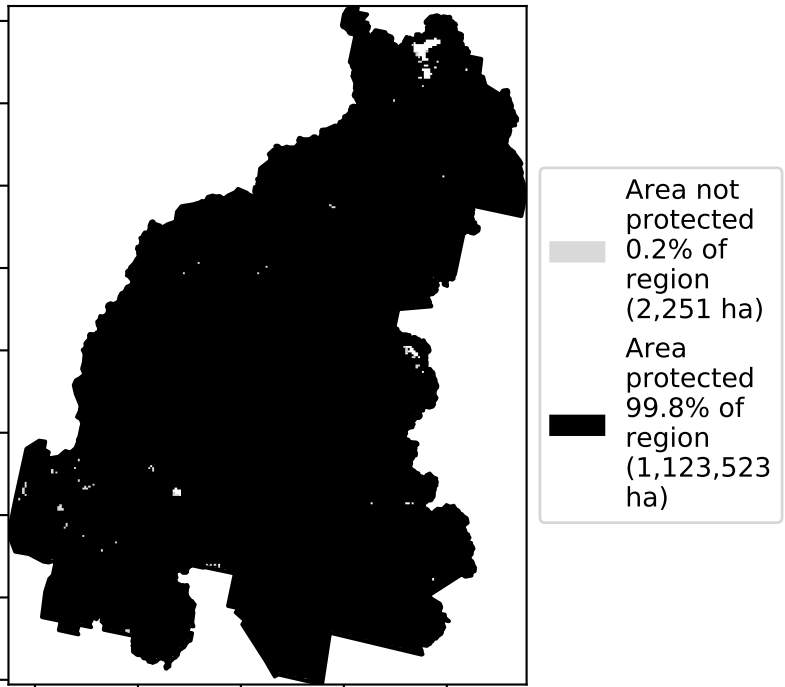 Area not
protected
0.2% of
region
(2,251 ha)
Area
protected
99.8% of
region
(1,123,523
ha)